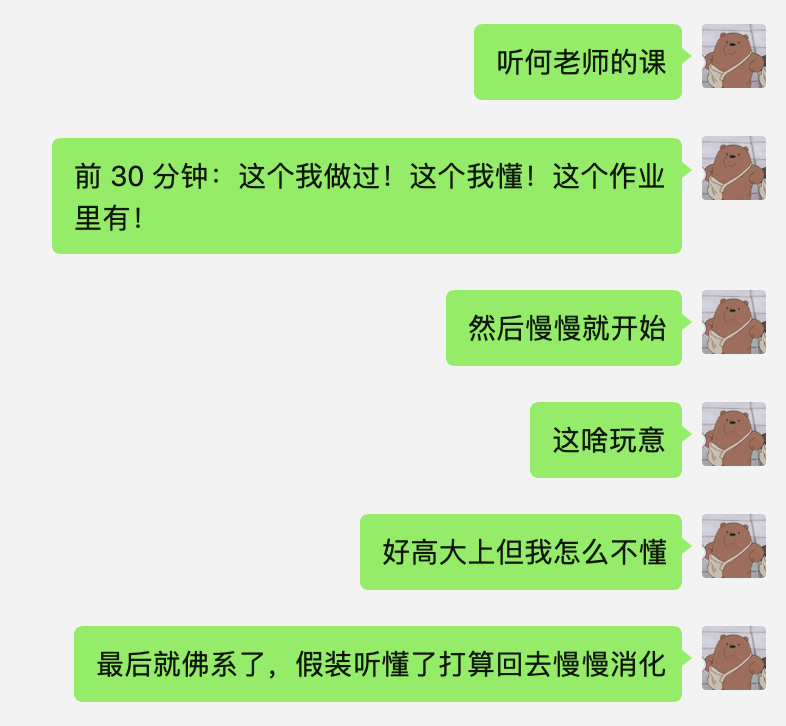 听何老师的课
前 30 分钟：这个我做过！这个我懂！这个作业
里有！
然后慢慢就开始
这啥玩意
好高大上但我怎么不懂
最后就佛系了，假装听懂了打算回去慢慢消化